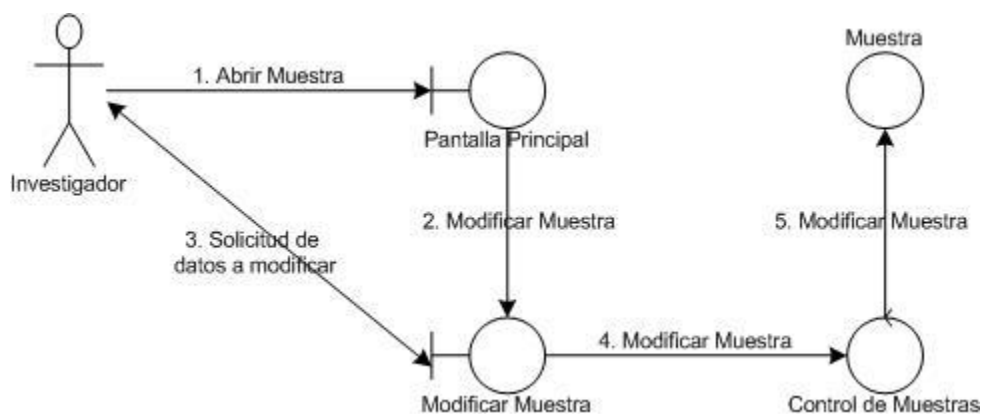 Muestra
1. Abrir Muestra
Pantalla Principal
Investigador
2. Modificar Muestra
5. Modificar Muestra
3. Solicitud de
datos a modificar
4. Modificar Muestra
Modificar Muestra
Control de Muestras